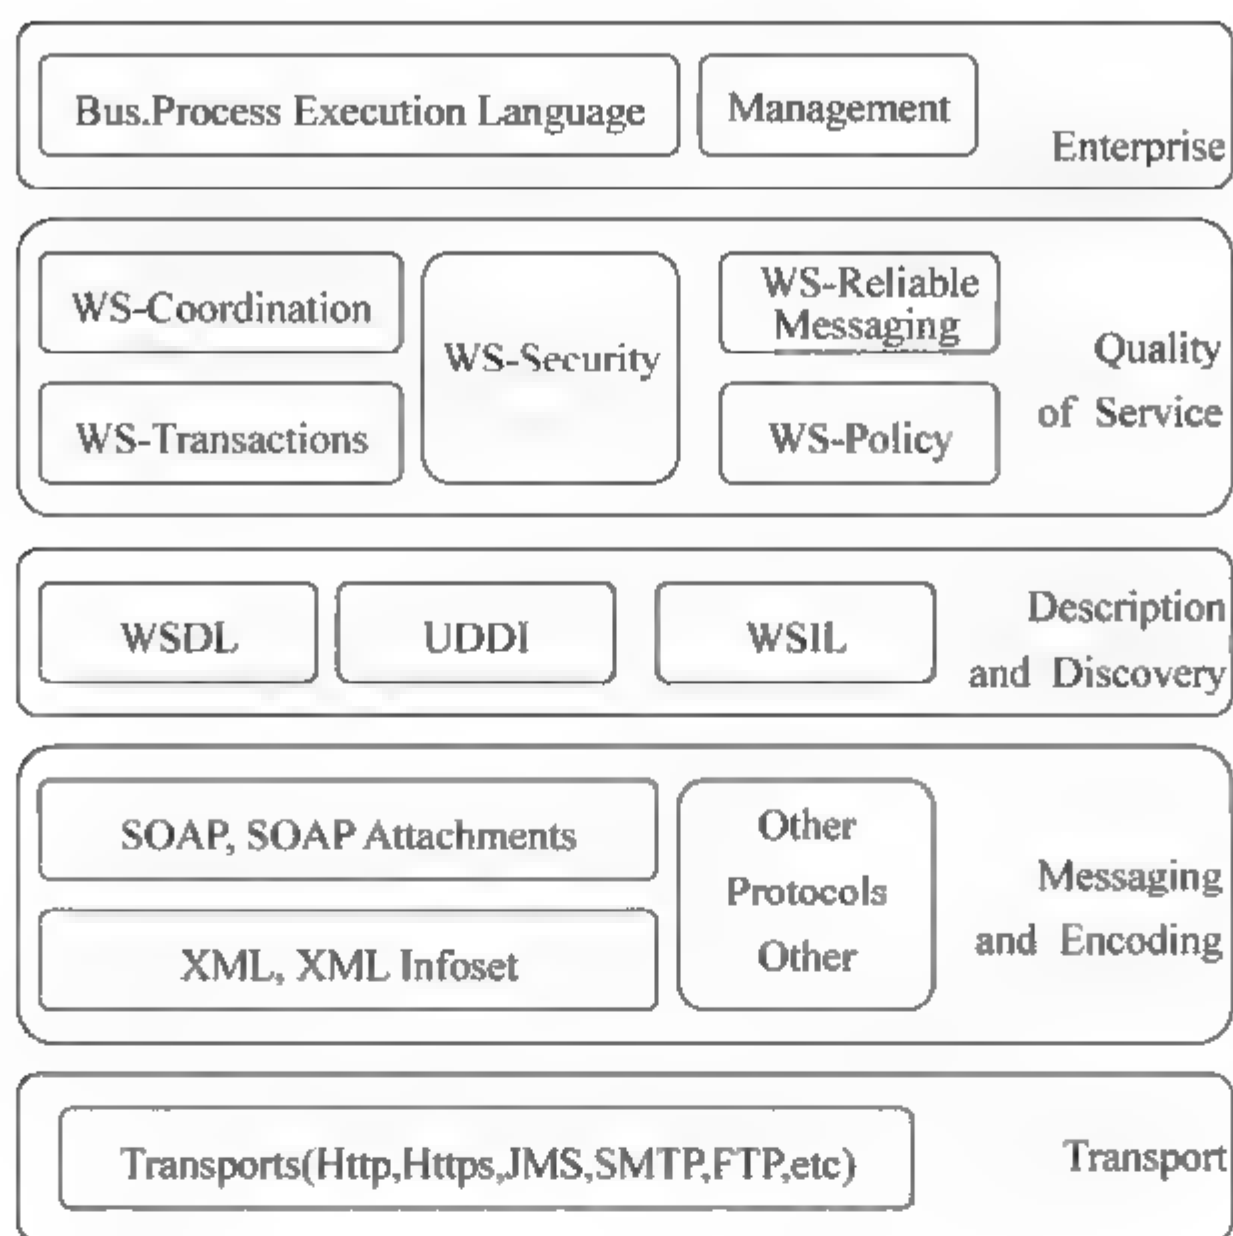 Bus.Process Execution Language
Management
Enterprise
WS-Coordination
WS-Transactions
WS-Security
WS-Reliable
Messaging
WS-Policy
Quality
of Service
WSDL
UDDI
WSIL
Description
and Discovery
SOAP, SOAP Attachments
XML, XML Infoset
Other
Protocols
Other
Messaging
and Encoding
Transports(Http,Https,JMS,SMTP,FTP,etc)
Transport